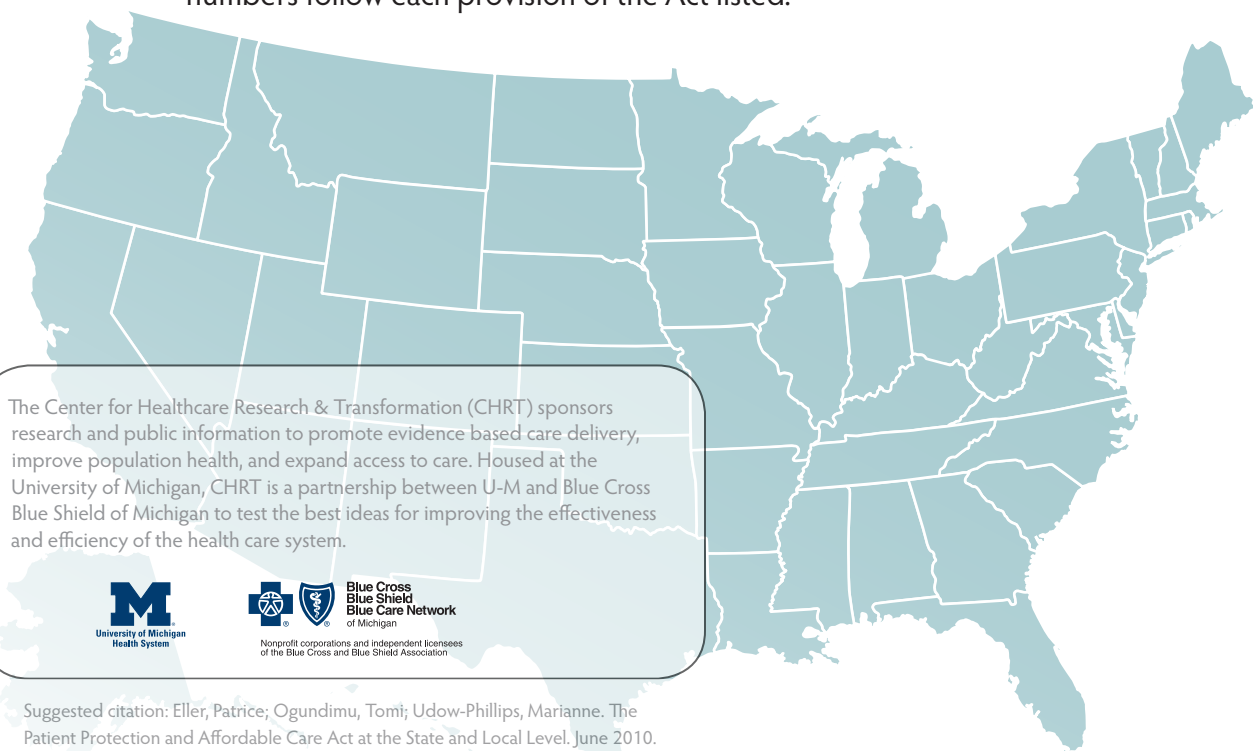 numbers follow each provision of the Act listed.
The Center for Healthcare Research & Transformation (CHRT) sponsors
research and public information to promote evidence based care delivery,
improve population health, and expand access to care. Housed at the
University of Michigan, CHRT is a partnership between U-M and Blue Cross
Blue Shield of Michigan to test the best ideas for improving the effectiveness
and efficiency of the health care system.
M
University of Michigan
Health System
Blue Cross
Blue Shield
Blue Care Network
of Michigan
Nonprofit corporations and independent licensees
of the Blue Cross and Blue Shield Association
Suggested citation: Eller, Patrice; Ogundimu, Tomi; Udow-Phillips, Marianne. The
Patient Protection and Affordable Care Act at the State and Local Level. June 2010.